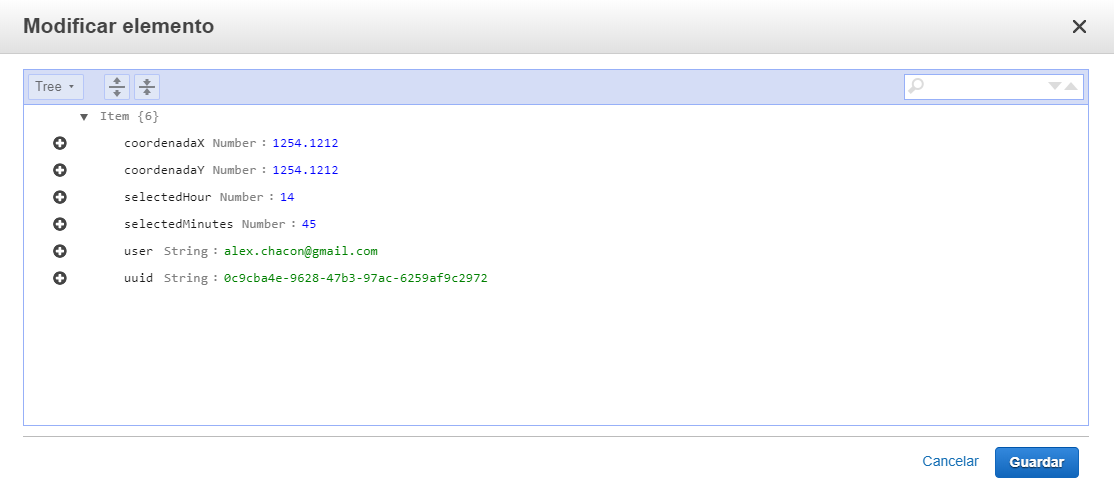 Modificar elemento
Tree
Item {6}
coordenadaX Number : 1254.1212
coordenadaY Number : 1254.1212
selectedHour Number : 14
selectedMinutes Number : 45
user String : alex.chacon@gmail.com
uuid String : 0c9cba4e-9628-47b3-97ac-6259af9c2972
Cancelar Guardar